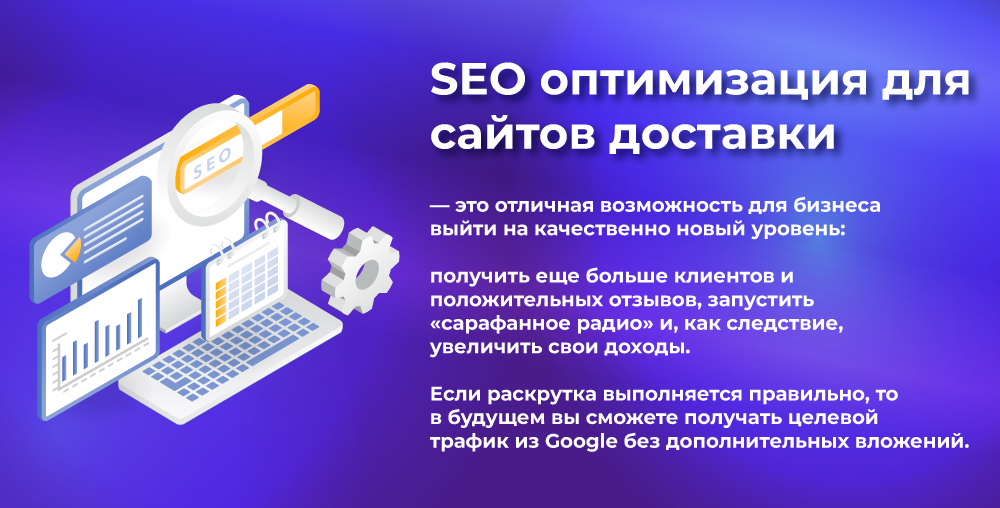 SEO оптимизация для
сайтов доставки
— это отличная возможность для бизнеса
выйти на качественно новый уровень:
получить еще больше клиентов и
положительных отзывов, запустить
«сарафанное радио» и, как следствие,
увеличить свои доходы.
Если раскрутка выполняется правильно, то
в будущем вы сможете получать целевой
трафик из Google без дополнительных вложений.
SEO